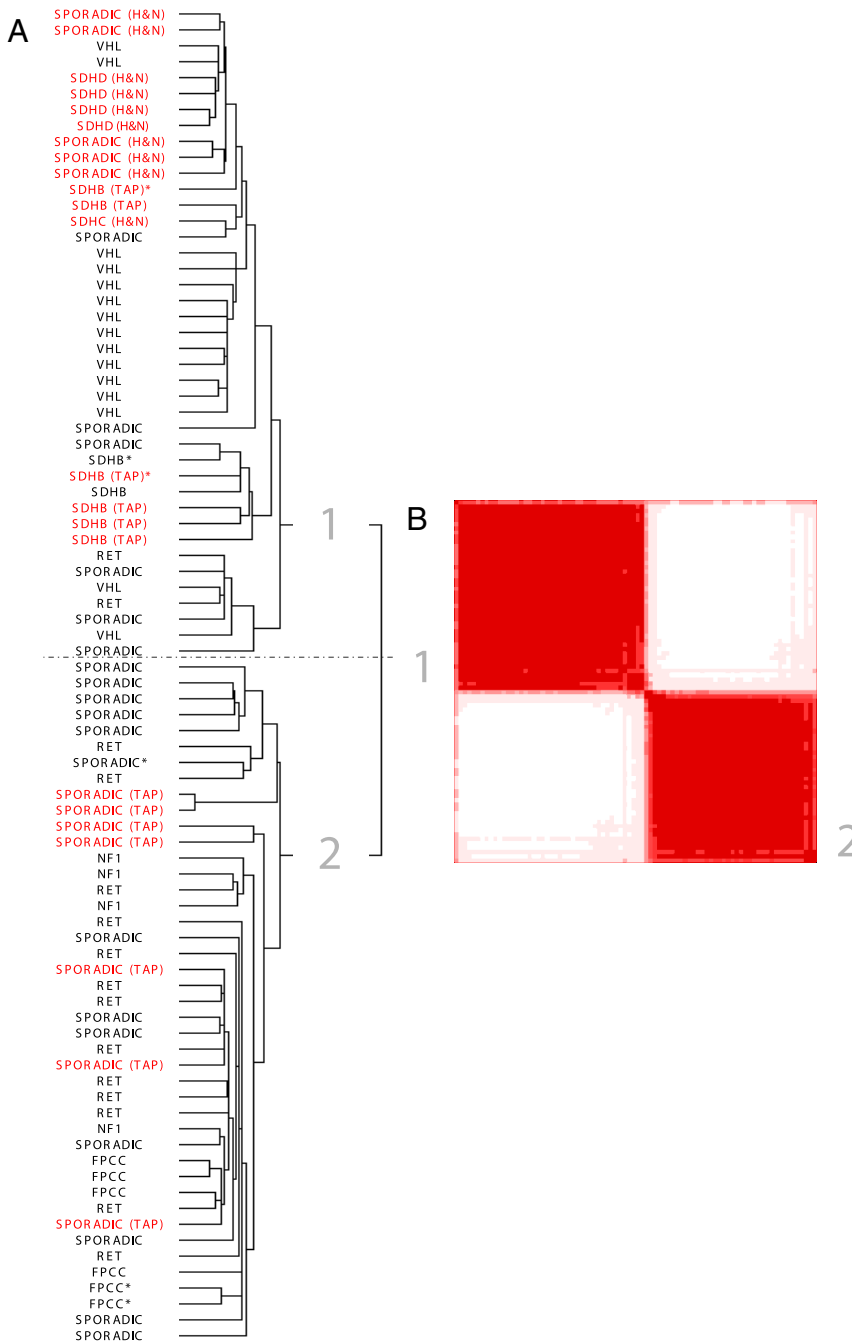 A
SPORADIC (H&N)
SPORADIC (H&N)
VHL
VHL
SDHD (H&N)
SDHD (H&N)
SDHD (H&N)
SDHD (H&N)
SPORADIC (H&N)
SPORADIC (H&N)
SPORADIC (H&N)
SDHB (TAP)*
SDHB (TAP)
SDHC (H&N)
SPORADIC
VHL
VHL
VHL
VHL
VHL
VHL
VHL
VHL
VHL
VHL
VHL
SPORADIC
SPORADIC
SDHB*
SDHB (TAP)*
SDHB
SDHB (TAP)
SDHB (TAP)
SDHB (TAP)
RET
SPORADIC
VHL
RET
SPORADIC
VHL
SPORADIC
SPORADIC
SPORADIC
SPORADIC
SPORADIC
SPORADIC
RET
SPORADIC*
RET
SPORADIC (TAP)
SPORADIC (TAP)
SPORADIC (TAP)
SPORADIC (TAP)
NF1
NF1
RET
NF1
RET
SPORADIC
RET
SPORADIC (TAP)
RET
RET
SPORADIC
SPORADIC
RET
SPORADIC (TAP)
RET
RET
RET
NF1
SPORADIC
FPCC
FPCC
FPCC
RET
SPORADIC (TAP)
SPORADIC
RET
FPCC
FPCC*
FPCC*
SPORADIC
SPORADIC
1
2
B
1
2